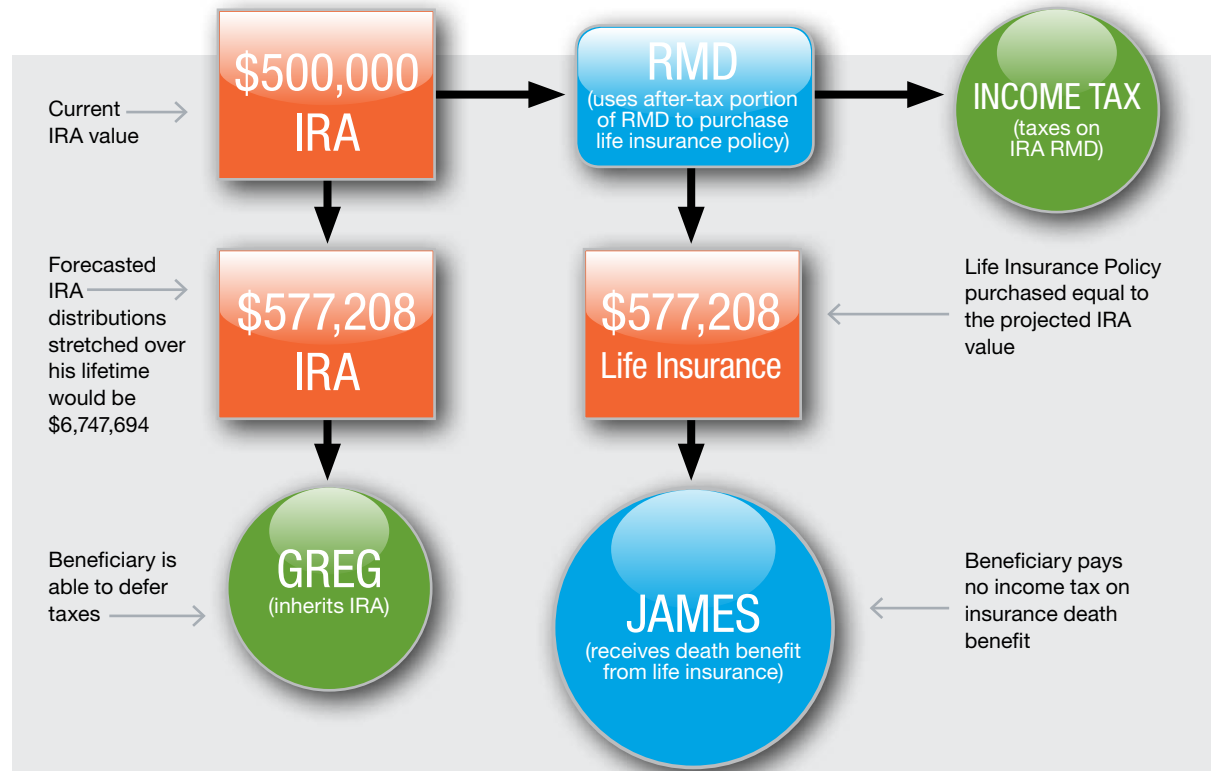 Current
IRA value
$500,000
IRA
RMD
(uses after-tax portion
of RMD to purchase
life insurance policy)
INCOME TAX
(taxes on
IRA RMD)
Forecasted
IRA
distributions
stretched over
his lifetime
would be
$6,747,694
$577,208
IRA
$577,208
Life Insurance
Life Insurance Policy
purchased equal to
the projected IRA
value
Beneficiary is
able to defer
taxes
GREG
(inherits IRA)
JAMES
(receives death benefit
from life insurance)
Beneficiary pays
no income tax on
insurance death
benefit